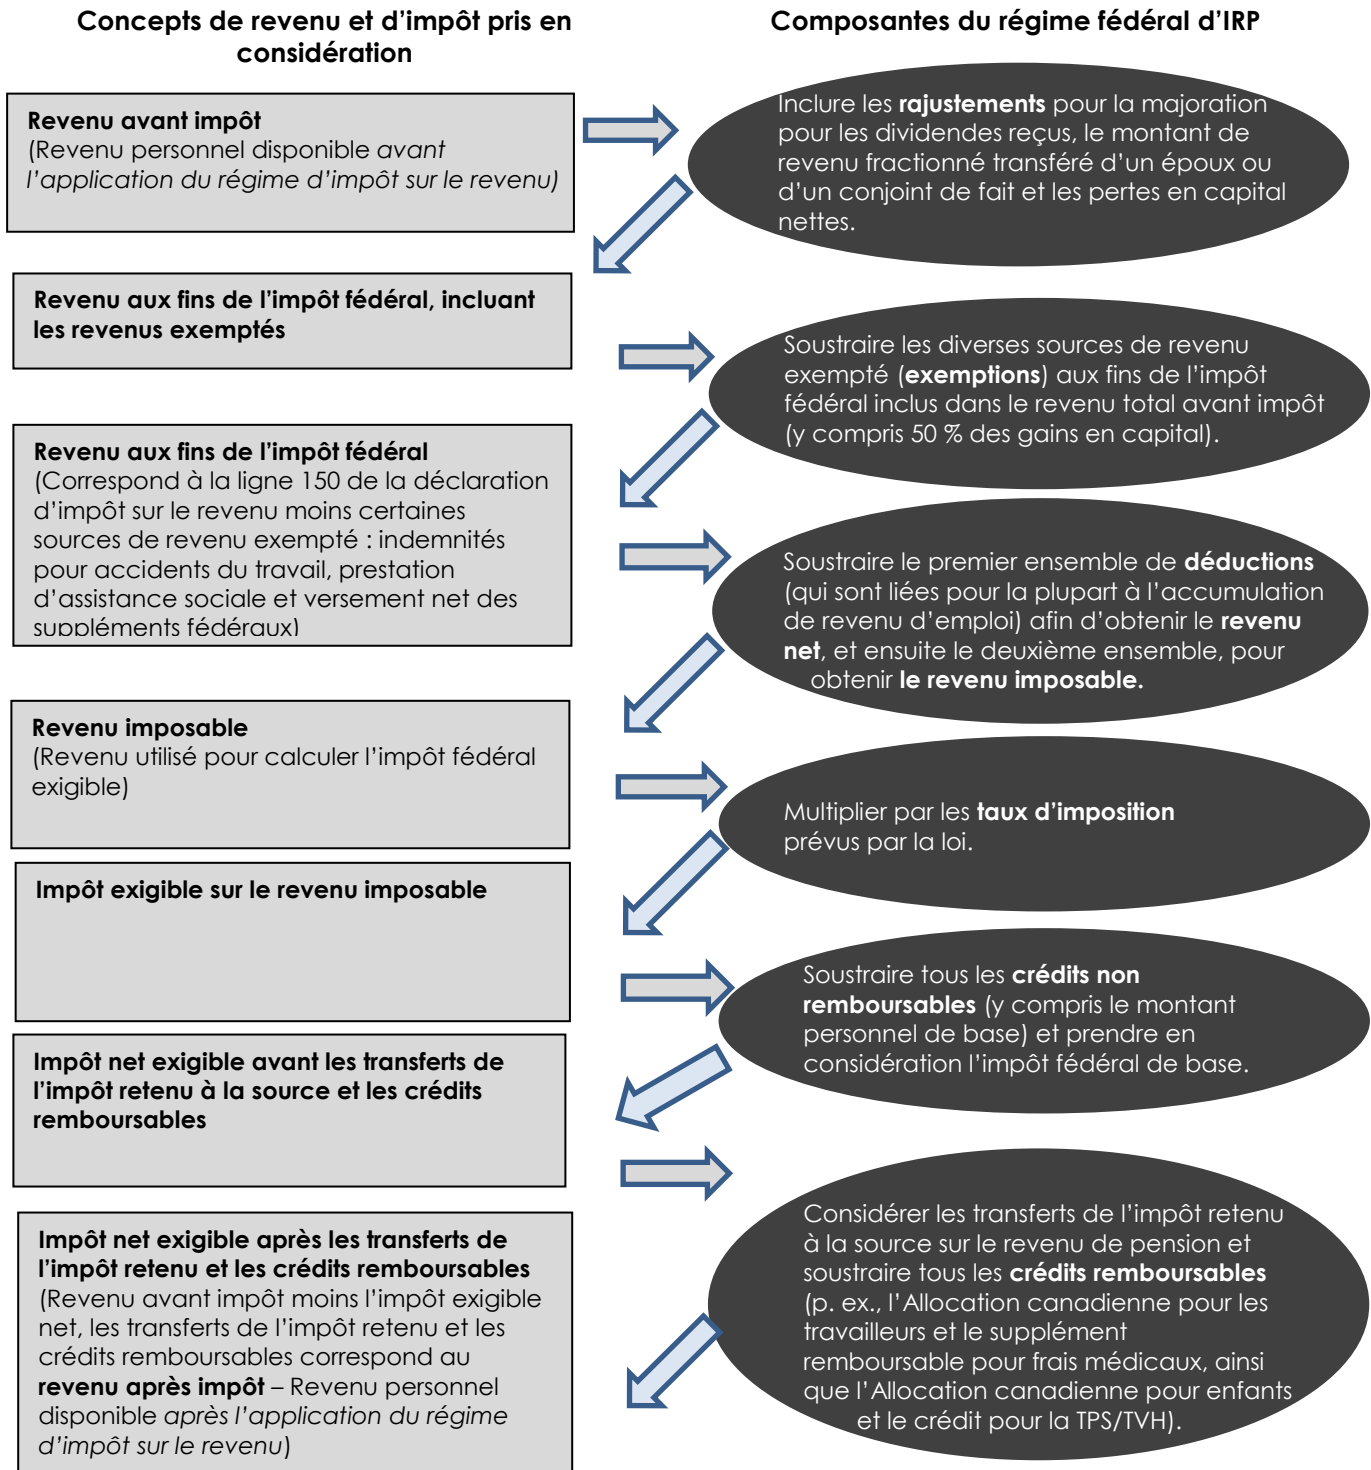 Concepts de revenu et d'impôt pris en
considération
Composantes du régime fédéral d'IRP
Revenu avant impôt
(Revenu personnel disponible avant
l'application du régime d'impôt sur le revenu)
Inclure les rajustements pour la majoration
pour les dividendes reçus, le montant de
revenu fractionné transféré d'un époux ou
d'un conjoint de fait et les pertes en capital
nettes.
Revenu aux fins de l'impôt fédéral, incluant
les revenus exemptés
Soustraire les diverses sources de revenu
exempté (exemptions) aux fins de l'impôt
fédéral inclus dans le revenu total avant impôt
(y compris 50 % des gains en capital).
Revenu aux fins de l'impôt fédéral
(Correspond à la ligne 150 de la déclaration
d'impôt sur le revenu moins certaines
sources de revenu exempté : indemnités
pour accidents du travail, prestation
d'assistance sociale et versement net des
suppléments fédéraux)
Soustraire le premier ensemble de déductions
(qui sont liées pour la plupart à l'accumulation
de revenu d'emploi) afin d'obtenir le revenu
net, et ensuite le deuxième ensemble, pour
obtenir le revenu imposable.
Revenu imposable
(Revenu utilisé pour calculer l'impôt fédéral
exigible)
Multiplier par les taux d'imposition
prévus par la loi.
Impôt exigible sur le revenu imposable
Soustraire tous les crédits non
remboursables (y compris le montant
personnel de base) et prendre en
considération l'impôt fédéral de base.
Impôt net exigible avant les transferts de
l'impôt retenu à la source et les crédits
remboursables
Considérer les transferts de l'impôt retenu
à la source sur le revenu de pension et
soustraire tous les crédits remboursables
(p. ex., l'Allocation canadienne pour les
travailleurs et le supplément
remboursable pour frais médicaux, ainsi
que l'Allocation canadienne pour enfants
et le crédit pour la TPS/TVH).
Impôt net exigible après les transferts de
l'impôt retenu et les crédits remboursables
(Revenu avant impôt moins l'impôt exigible
net, les transferts de l'impôt retenu et les
crédits remboursables correspond au
revenu après impôt – Revenu personnel
disponible après l'application du régime
d'impôt sur le revenu)